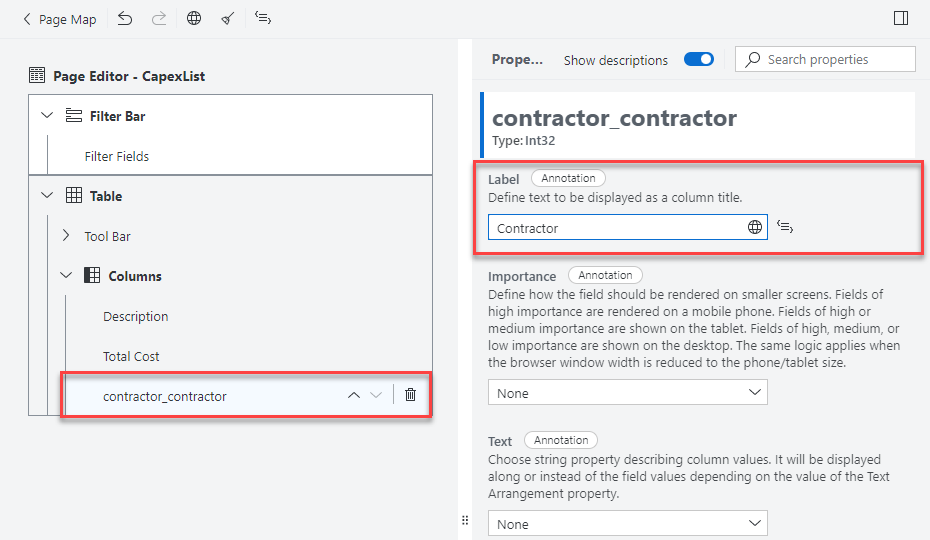 Page Map
Page Editor - CapexList
Filter Bar
Filter Fields
Table
Tool Bar
Columns
Description
Total Cost
contractor_contractor
Prope...
Show descriptions
Search properties
contractor_contractor
Type: Int32
Label Annotation
Define text to be displayed as a column title.
Contractor
Importance Annotation
Define how the field should be rendered on smaller screens. Fields of
high importance are rendered on a mobile phone. Fields of high or
medium importance are shown on the tablet. Fields of high, medium, or
low importance are shown on the desktop. The same logic applies when
the browser window width is reduced to the phone/tablet size.
None
Text Annotation
Choose string property describing column values. It will be displayed
along or instead of the field values depending on the value of the Text
Arrangement property.
None